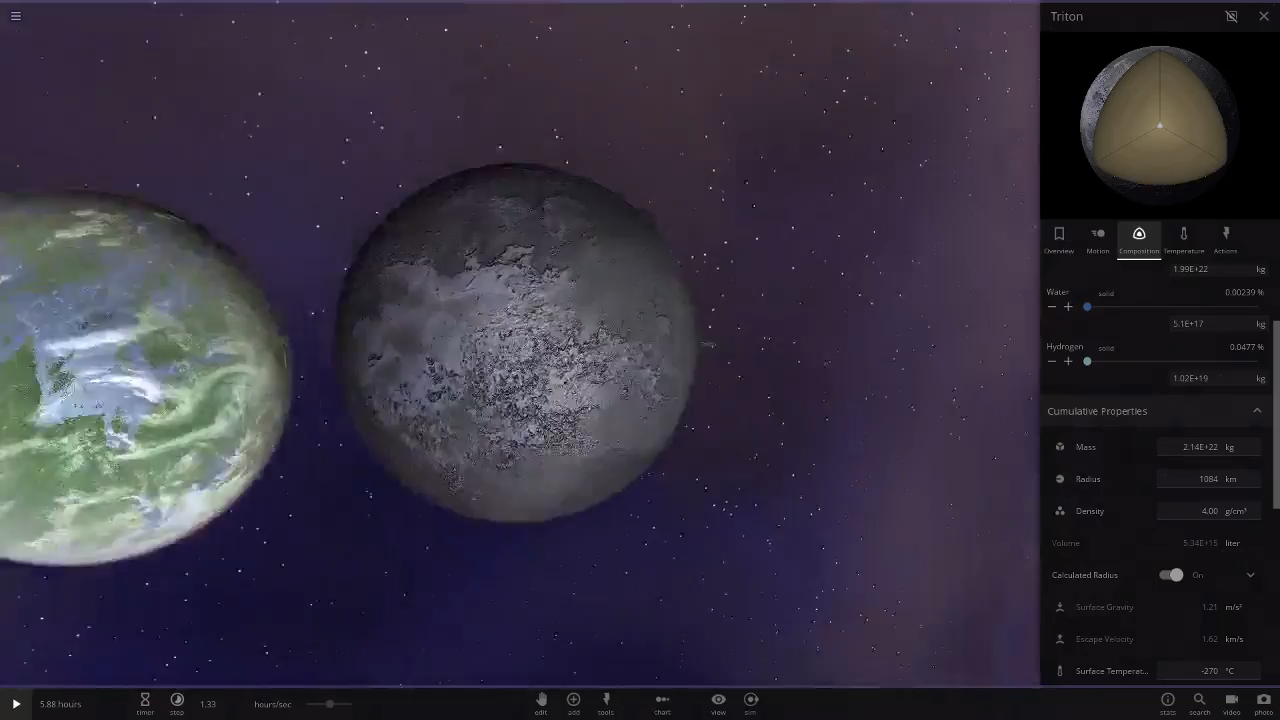 Triton
Overview Motion Composition Temperature Actions
1.99E+22 kg
Water solid 0.00239 %
5.1E+17 kg
Hydrogen solid 0.0477 %
1.02E+19 kg
Cumulative Properties
Mass 2.14E+22 kg
Radius 1084 km
Density 4.00 g/cm³
Volume 5.34E+15 liter
Calculated Radius On
Surface Gravity 1.21 m/s²
Escape Velocity 1.62 km/s
Surface Temperat... -270 °C
5.88 hours timer step 1.33 hours/sec edit add tools chart view sim stats search video photo